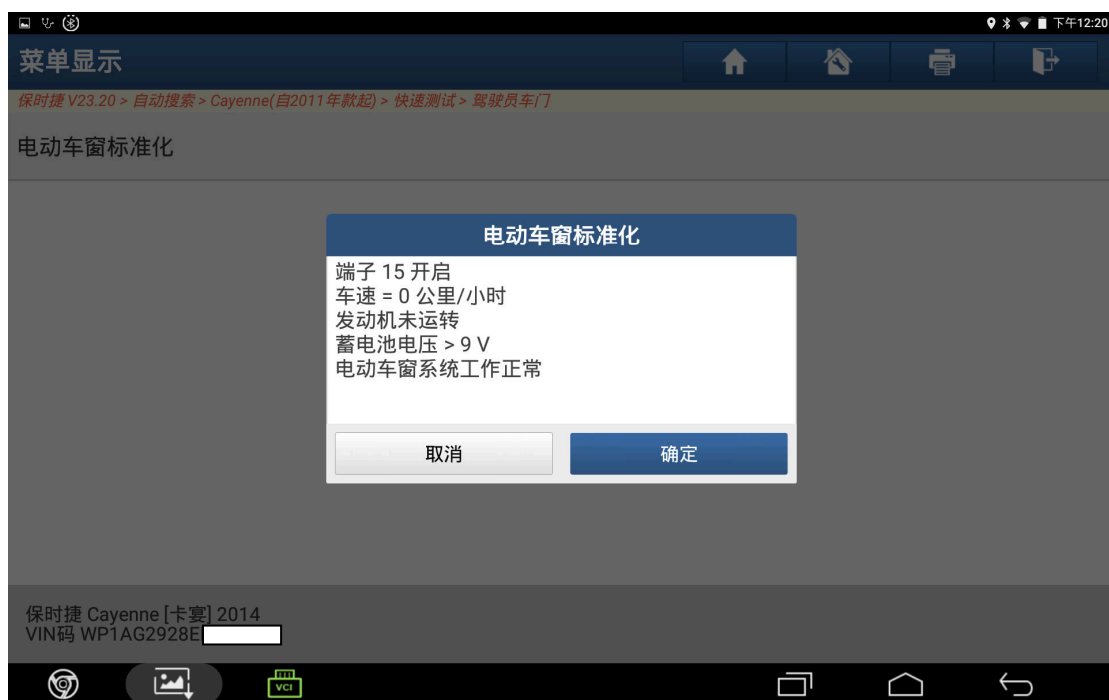 下午12:20
菜单显示
保时捷 V23.20 > 自动搜索 > Cayenne(自2011年款起) > 快速测试 > 驾驶员车门
电动车窗标准化
电动车窗标准化
端子 15 开启
车速 = 0 公里/小时
发动机未运转
蓄电池电压 > 9 V
电动车窗系统工作正常
取消
确定
保时捷 Cayenne [卡宴] 2014
VIN码 WP1AG2928E
VCI